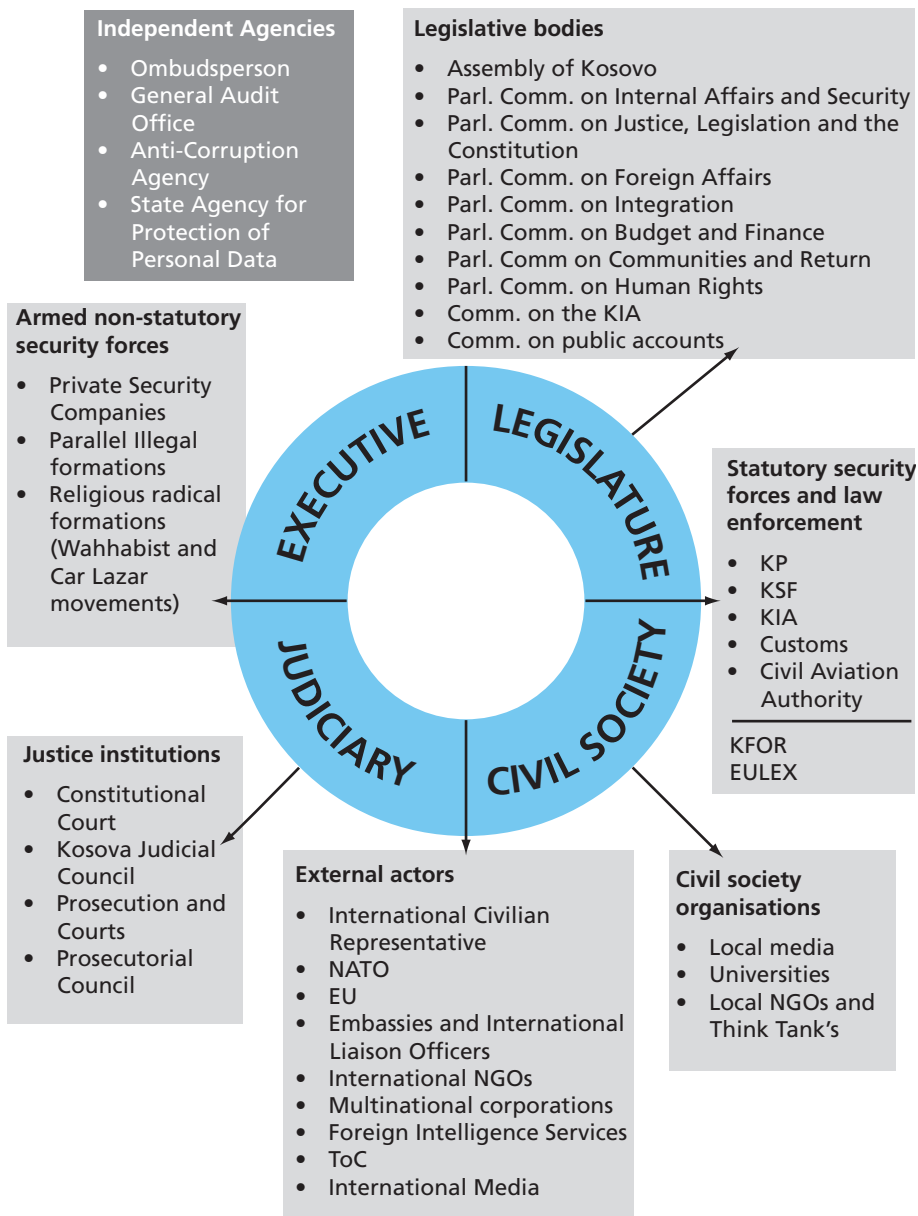 Independent Agencies
• Ombudsperson
• General Audit
Office
• Anti-Corruption
Agency
• State Agency for
Protection of
Personal Data
Legislative bodies
• Assembly of Kosovo
• Parl. Comm. on Internal Affairs and Security
• Parl. Comm. on Justice, Legislation and the
Constitution
• Parl. Comm. on Foreign Affairs
• Parl. Comm. on Integration
• Parl. Comm. on Budget and Finance
• Parl. Comm on Communities and Return
• Parl. Comm. on Human Rights
• Comm. on the KIA
• Comm. on public accounts
Armed non-statutory
security forces
• Private Security
Companies
• Parallel Illegal
formations
• Religious radical
formations
(Wahhabist and
Car Lazar
movements)
EXECUTIVE
LEGISLATURE
JUDICIARY
CIVIL SOCIETY
Statutory security
forces and law
enforcement
• KP
• KSF
• KIA
• Customs
• Civil Aviation
Authority
KFOR
EULEX
Justice institutions
• Constitutional
Court
• Kosova Judicial
Council
• Prosecution and
Courts
• Prosecutorial
Council
External actors
• International Civilian
Representative
• NATO
• EU
• Embassies and International
Liaison Officers
• International NGOs
• Multinational corporations
• Foreign Intelligence Services
• ToC
• International Media
Civil society
organisations
• Local media
• Universities
• Local NGOs and
Think Tank's